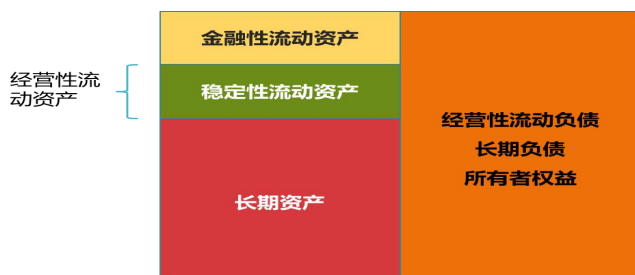 金融性流动资产
经营性流
动资产
稳定性流动资产
长期资产
经营性流动负债
长期负债
所有者权益